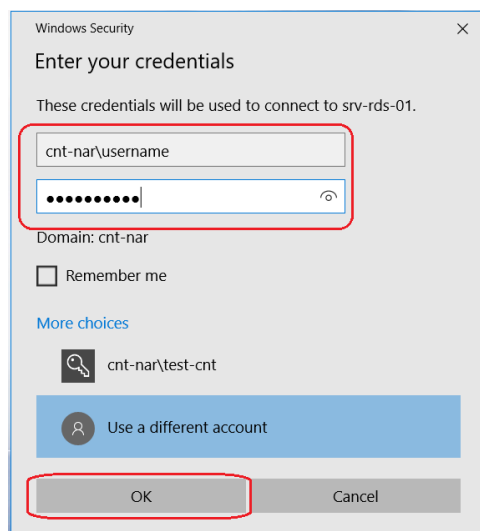 Windows Security
Enter your credentials
These credentials will be used to connect to srv-rds-01.
cnt-nar\username
●●●●●●●●●●
Domain: cnt-nar
Remember me
More choices
cnt-nar\test-cnt
Use a different account
OK
Cancel